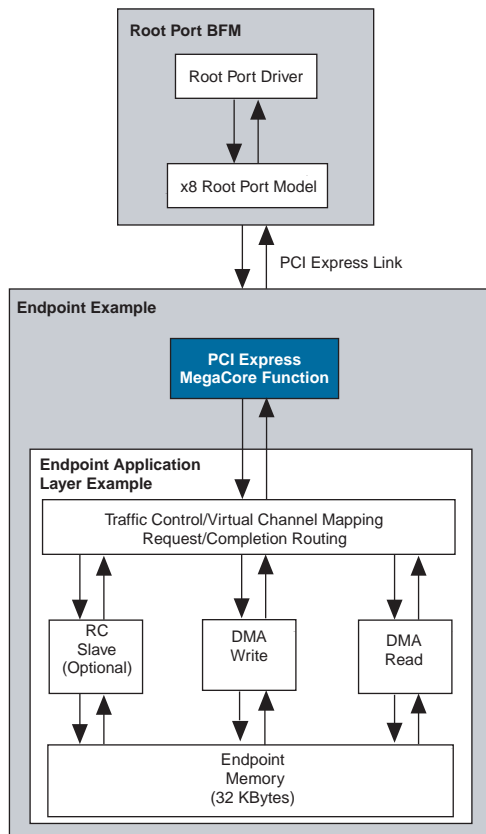 Root Port BFM
Root Port Driver
x8 Root Port Model
PCI Express Link
Endpoint Example
PCI Express
MegaCore Function
Endpoint Application
Layer Example
Traffic Control/Virtual Channel Mapping
Request/Completion Routing
RC
Slave
(Optional)
DMA
Write
DMA
Read
Endpoint
Memory
(32 KBytes)